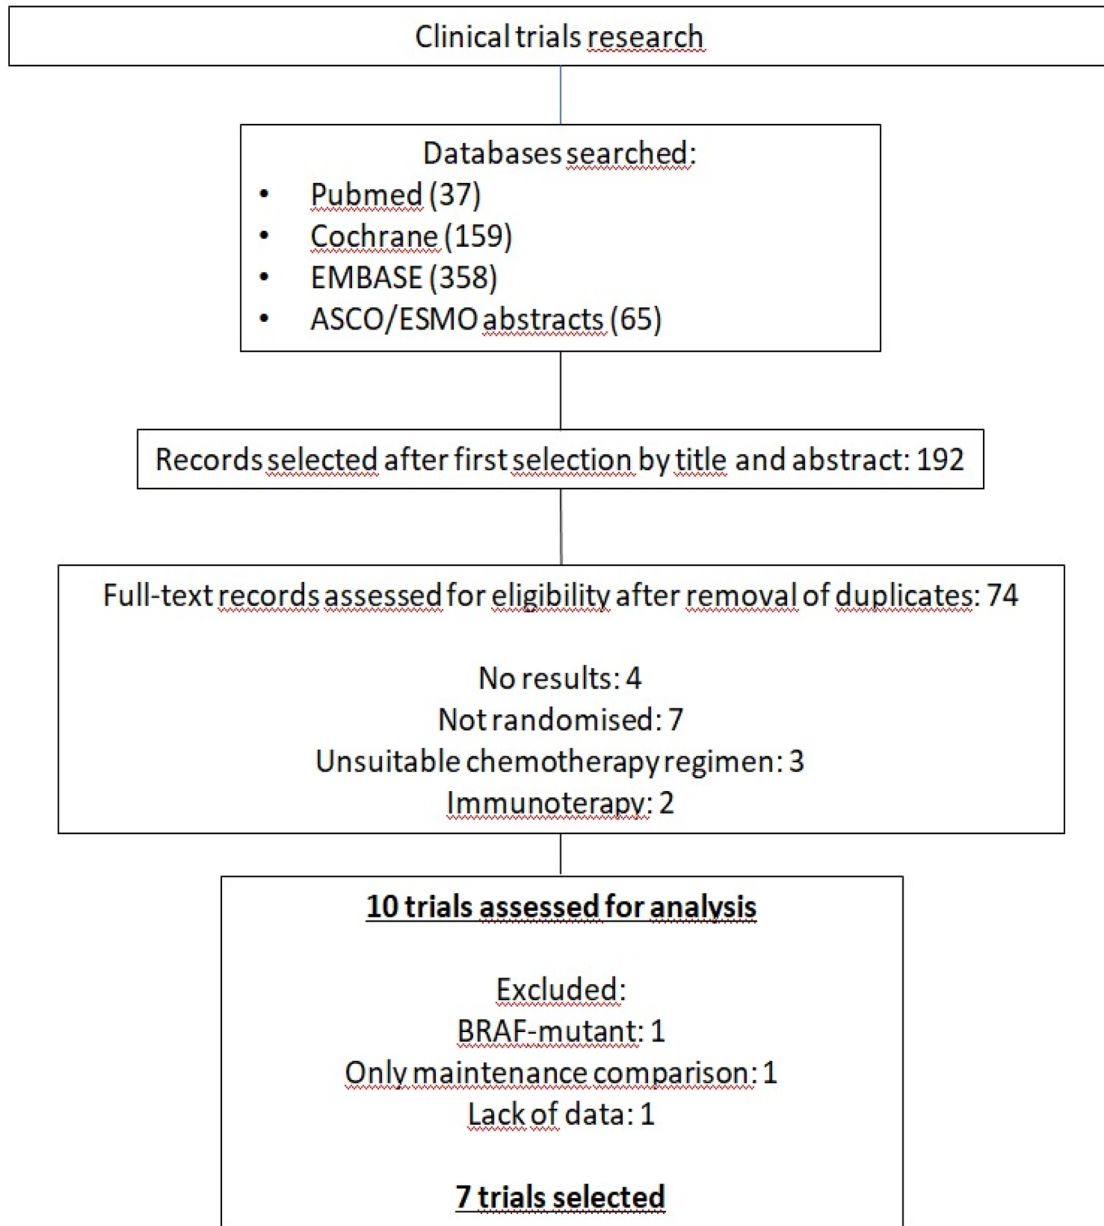 Clinical trials research
Databases searched:
• Pubmed (37)
• Cochrane (159)
• EMBASE (358)
• ASCO/ESMO abstracts (65)
Records selected after first selection by title and abstract: 192
Full-text records assessed for eligibility after removal of duplicates: 74
No results: 4
Not randomised: 7
Unsuitable chemotherapy regimen: 3
Immunoterapy: 2
10 trials assessed for analysis
Excluded:
BRAF-mutant: 1
Only maintenance comparison: 1
Lack of data: 1
7 trials selected